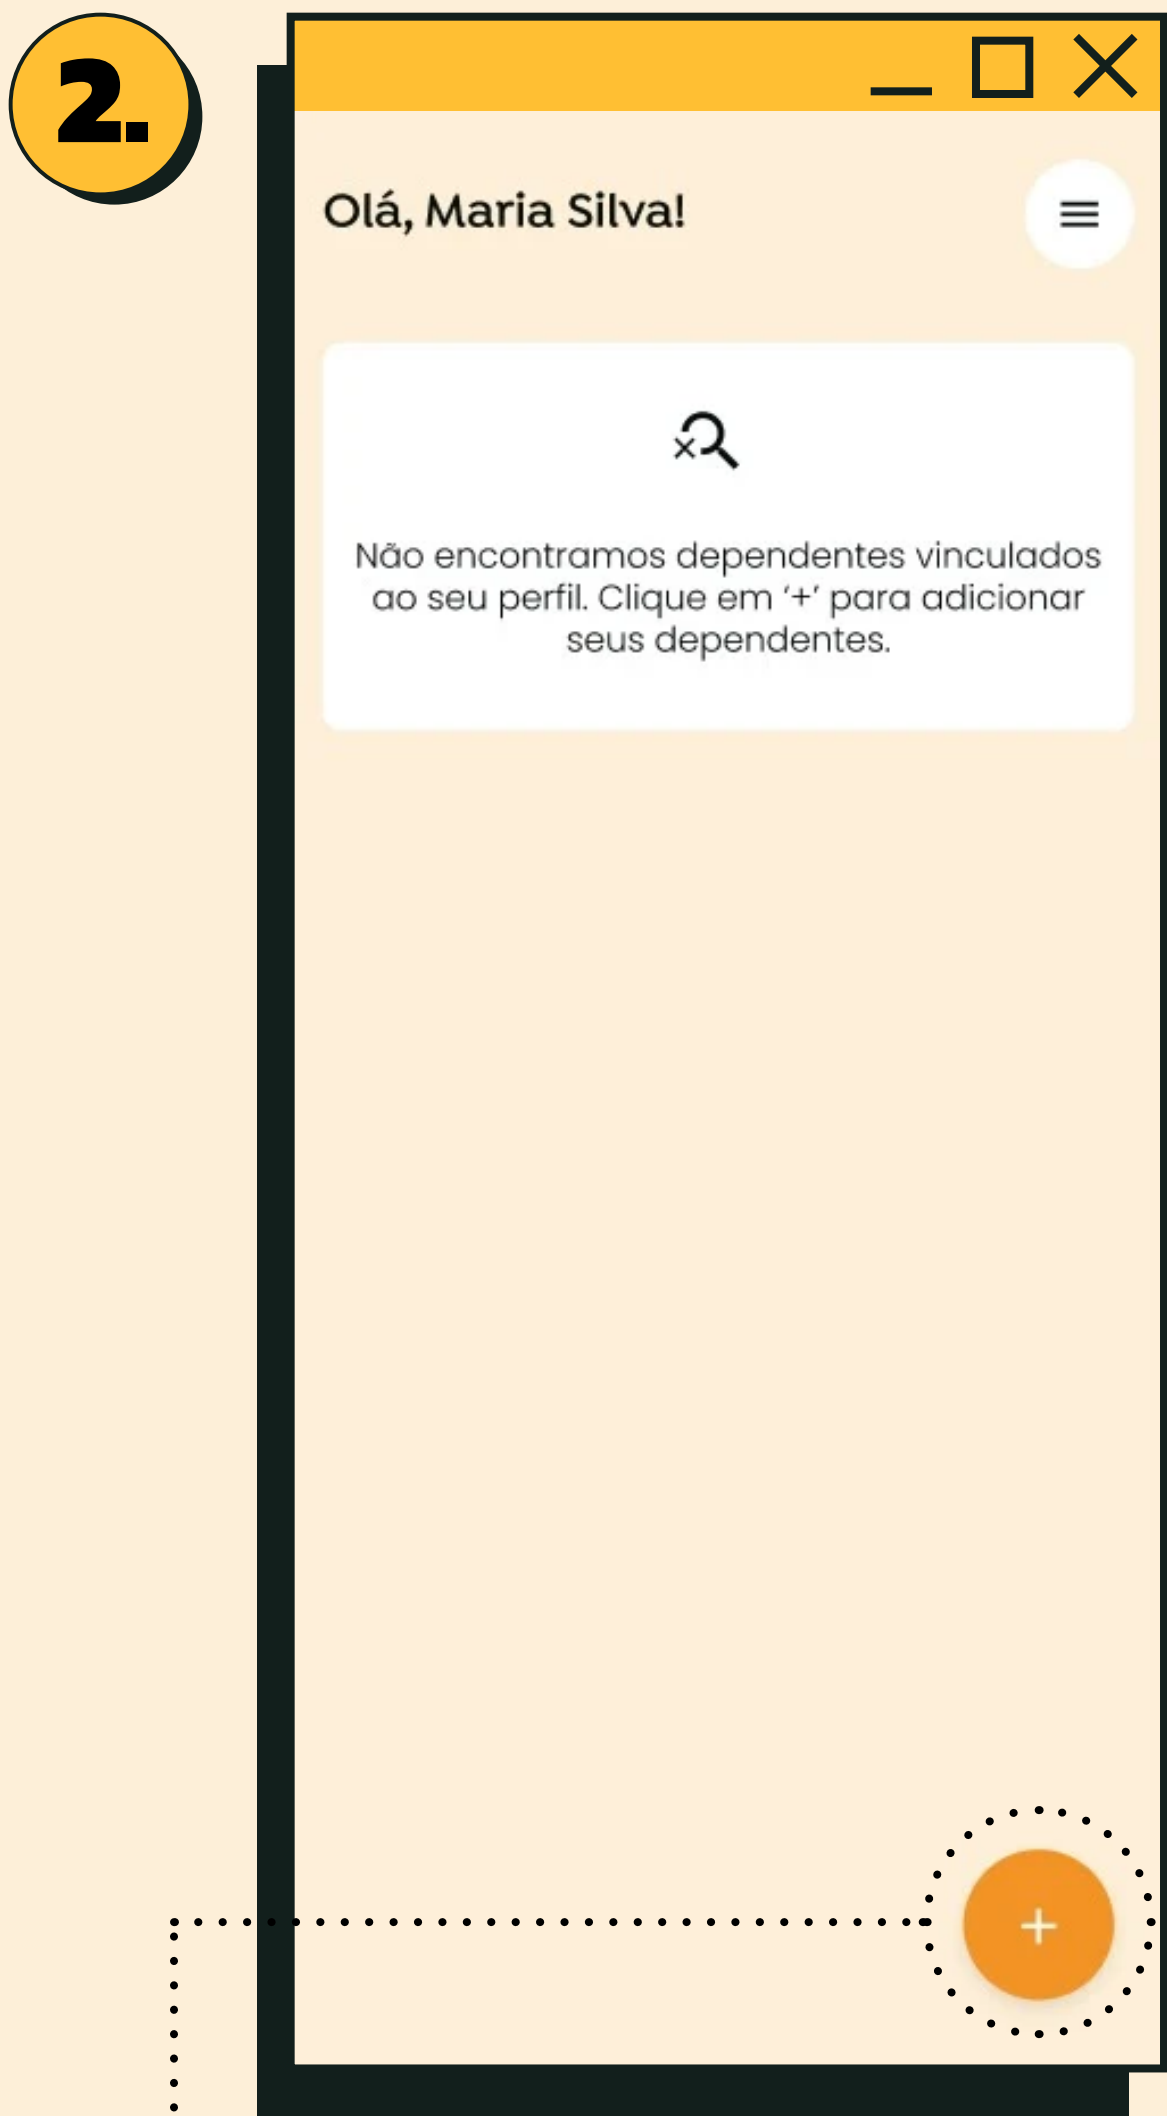 2.
Olá, Maria Silva!
Não encontramos dependentes vinculados
ao seu perfil. Clique em ‘+’ para adicionar
seus dependentes.
+